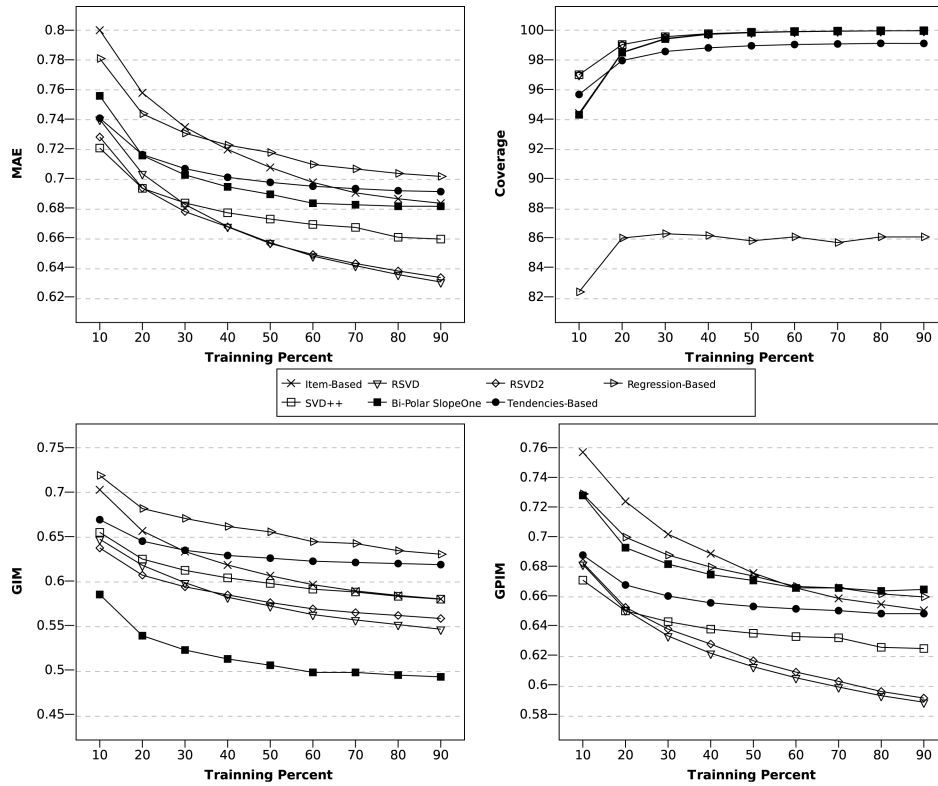 MAE
0.8
0.78
0.76
0.74
0.72
0.7
0.68
0.66
0.64
0.62
10 20 30 40 50 60 70 80 90
Trainning Percent
Coverage
100
98
96
94
92
90
88
86
84
82
10 20 30 40 50 60 70 80 90
Trainning Percent
Item-Based RSVD RSVD2 Regression-Based
SVD++ Bi-Polar SlopeOne Tendencies-Based
GIM
0.75
0.7
0.65
0.6
0.55
0.5
0.45
10 20 30 40 50 60 70 80 90
Trainning Percent
GPIM
0.76
0.74
0.72
0.7
0.68
0.66
0.64
0.62
0.6
0.58
10 20 30 40 50 60 70 80 90
Trainning Percent